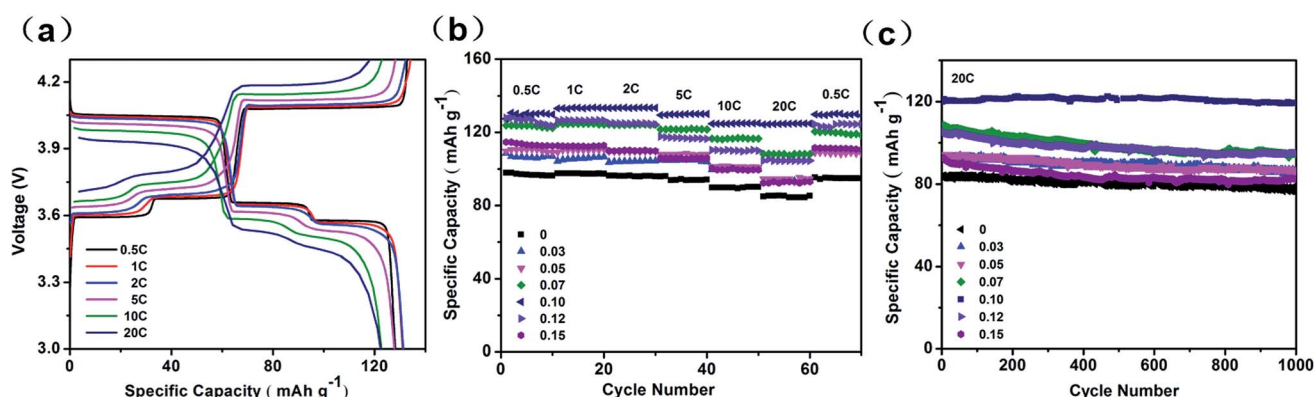 （a）
4.2
3.9
3.6
3.3
3.0
Voltage (V)
0.5C
1C
2C
5C
10C
20C
0
40
80
120
Specific Capacity ( mAh g-1)
（b）
160
120
80
40
0
Specific Capacity ( mAh g-1)
0.5C
1C
2C
5C
10C
20C
0.5C
0
0.03
0.05
0.07
0.10
0.12
0.15
0
20
40
60
Cycle Number
（c）
160
120
80
40
0
Specific Capacity ( mAh g-1)
20C
0
0.03
0.05
0.07
0.10
0.12
0.15
0
200
400
600
800
1000
Cycle Number